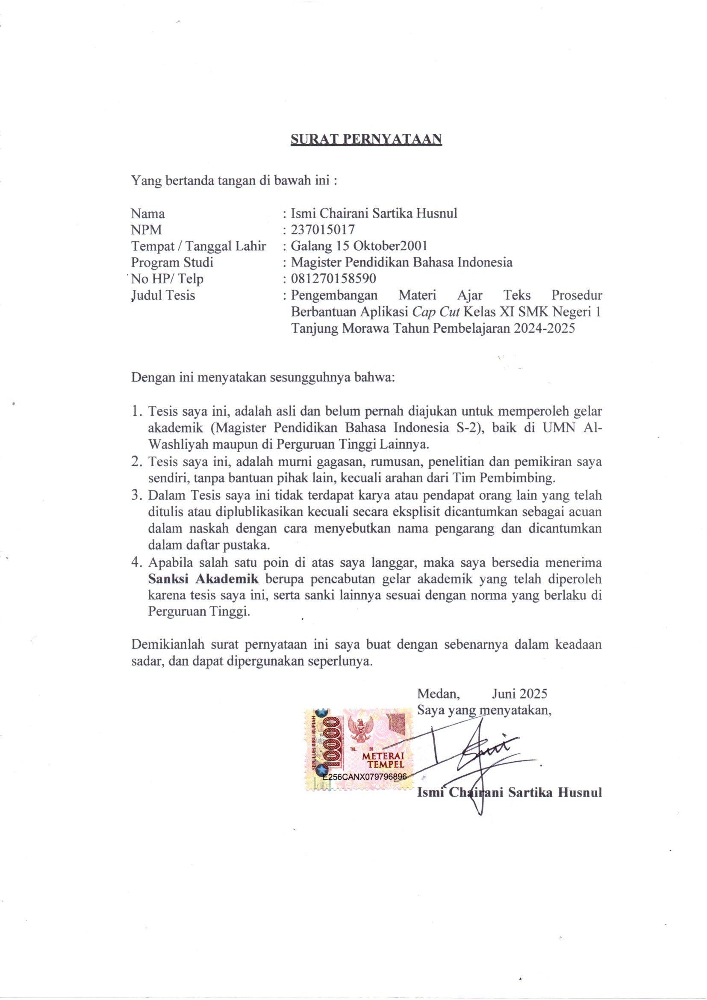 SURAT PERNYATAAN
Yang bertanda tangan di bawah ini :
Nama : Ismi Chairani Sartika Husnul
NPM : 237015017
Tempat / Tanggal Lahir : Galang 15 Oktober2001
Program Studi : Magister Pendidikan Bahasa Indonesia
No HP/ Telp : 081270158590
Judul Tesis : Pengembangan Materi Ajar Teks Prosedur
Berbantuan Aplikasi Cap Cut Kelas XI SMK Negeri 1
Tanjung Morawa Tahun Pembelajaran 2024-2025
Dengan ini menyatakan sesungguhnya bahwa:
1. Tesis saya ini, adalah asli dan belum pernah diajukan untuk memperoleh gelar
akademik (Magister Pendidikan Bahasa Indonesia S-2), baik di UMN Al-
Washliyah maupun di Perguruan Tinggi Lainnya.
2. Tesis saya ini, adalah murni gagasan, rumusan, penelitian dan pemikiran saya
sendiri, tanpa bantuan pihak lain, kecuali arahan dari Tim Pembimbing.
3. Dalam Tesis saya ini tidak terdapat karya atau pendapat orang lain yang telah
ditulis atau diplublikasikan kecuali secara eksplisit dicantumkan sebagai acuan
dalam naskah dengan cara menyebutkan nama pengarang dan dicantumkan
dalam daftar pustaka.
4. Apabila salah satu poin di atas saya langgar, maka saya bersedia menerima
Sanksi Akademik berupa pencabutan gelar akademik yang telah diperoleh
karena tesis saya ini, serta sanki lainnya sesuai dengan norma yang berlaku di
Perguruan Tinggi.
Demikianlah surat pernyataan ini saya buat dengan sebenarnya dalam keadaan
sadar, dan dapat dipergunakan seperlunya.
Medan, Juni 2025
Saya yang menyatakan,
SEPULUH RIBU RUPIAH
10000
TGL. 20
METERAI
TEMPEL
E256CANX079796896
Ismi Chairani Sartika Husnul